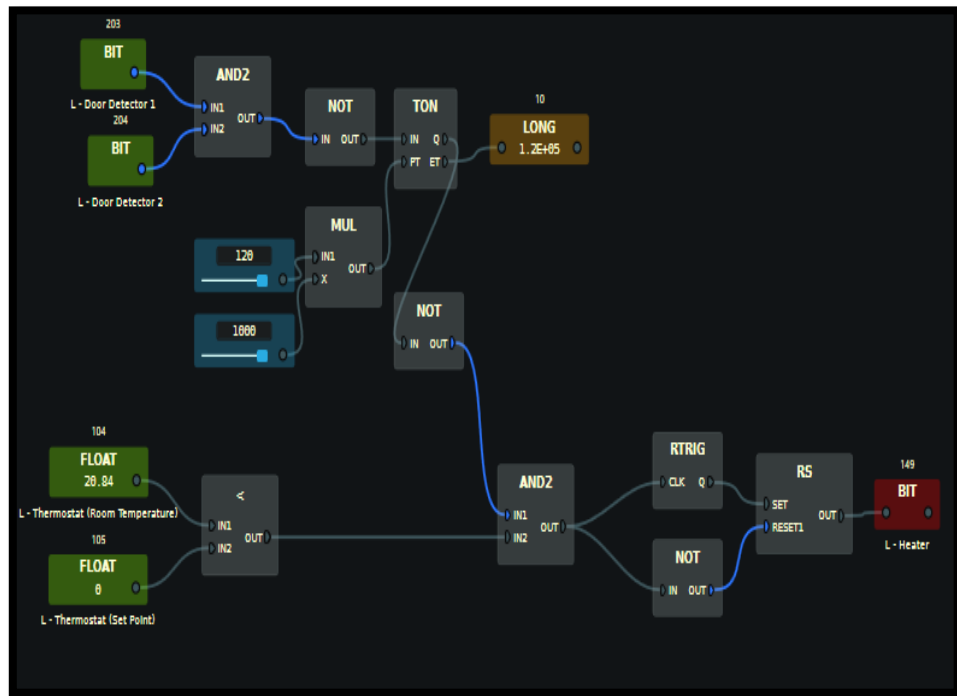 203
BIT
L - Door Detector 1
204
BIT
L - Door Detector 2
AND2
IN1
IN2
OUT
NOT
IN OUT
TON
IN Q
PT ET
10
LONG
1.2E+05
MUL
IN1
X
OUT
120
1000
NOT
IN OUT
104
FLOAT
20.84
L - Thermostat (Room Temperature)
105
FLOAT
0
L - Thermostat (Set Point)
<
IN1
IN2
OUT
AND2
IN1
IN2
OUT
RTRIG
CLK Q
NOT
IN OUT
RS
SET
RESET1
OUT
149
BIT
L - Heater